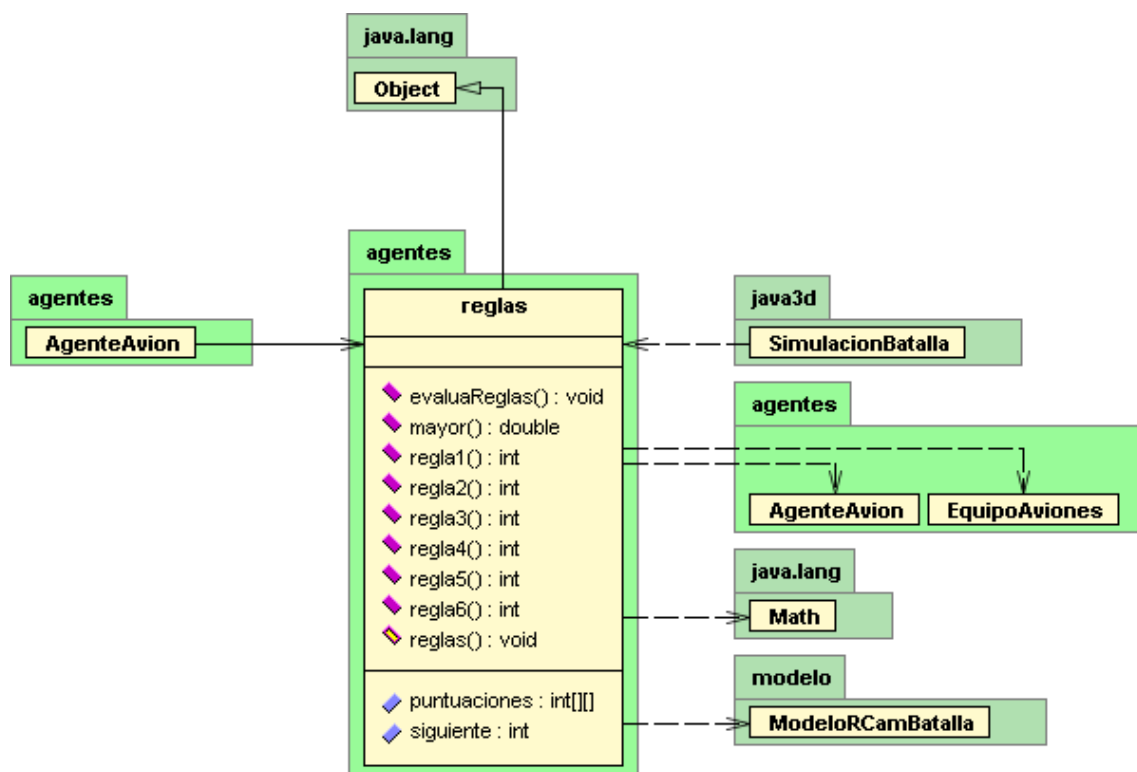 java.lang
Object
agentes
AgenteAvion
agentes
reglas
evaluaReglas() : void
mayor() : double
regla1() : int
regla2() : int
regla3() : int
regla4() : int
regla5() : int
regla6() : int
reglas() : void
puntuaciones : int[][]
siguiente : int
java3d
SimulacionBatalla
agentes
AgenteAvion
EquipoAviones
java.lang
Math
modelo
ModeloRCamBatalla